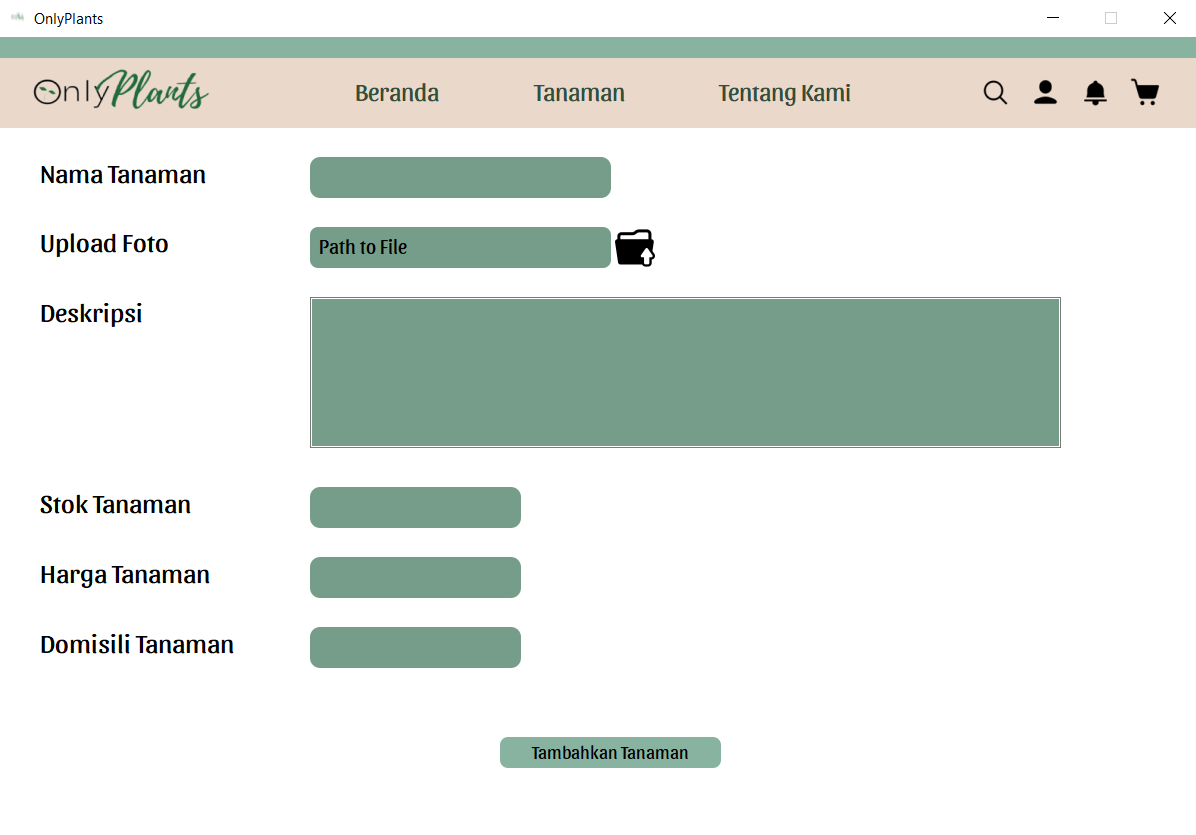 OnlyPlants
OnlyPlants
Beranda
Tanaman
Tentang Kami
Nama Tanaman
Upload Foto
Path to File
Deskripsi
Stok Tanaman
Harga Tanaman
Domisili Tanaman
Tambahkan Tanaman